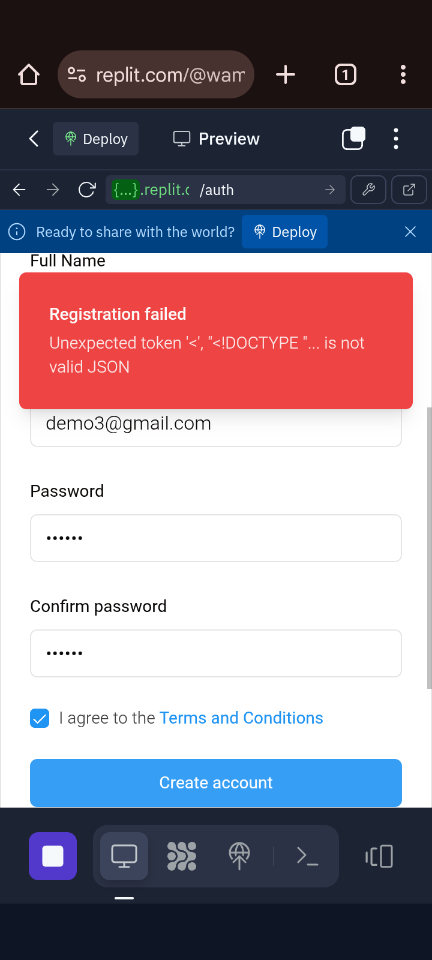 replit.com/@wam
1
Deploy
Preview
{...}.replit.c /auth
Ready to share with the world?
Deploy
Full Name
Registration failed
Unexpected token '<', "<!DOCTYPE "... is not
valid JSON
demo3@gmail.com
Password
••••••
Confirm password
••••••
I agree to the Terms and Conditions
Create account